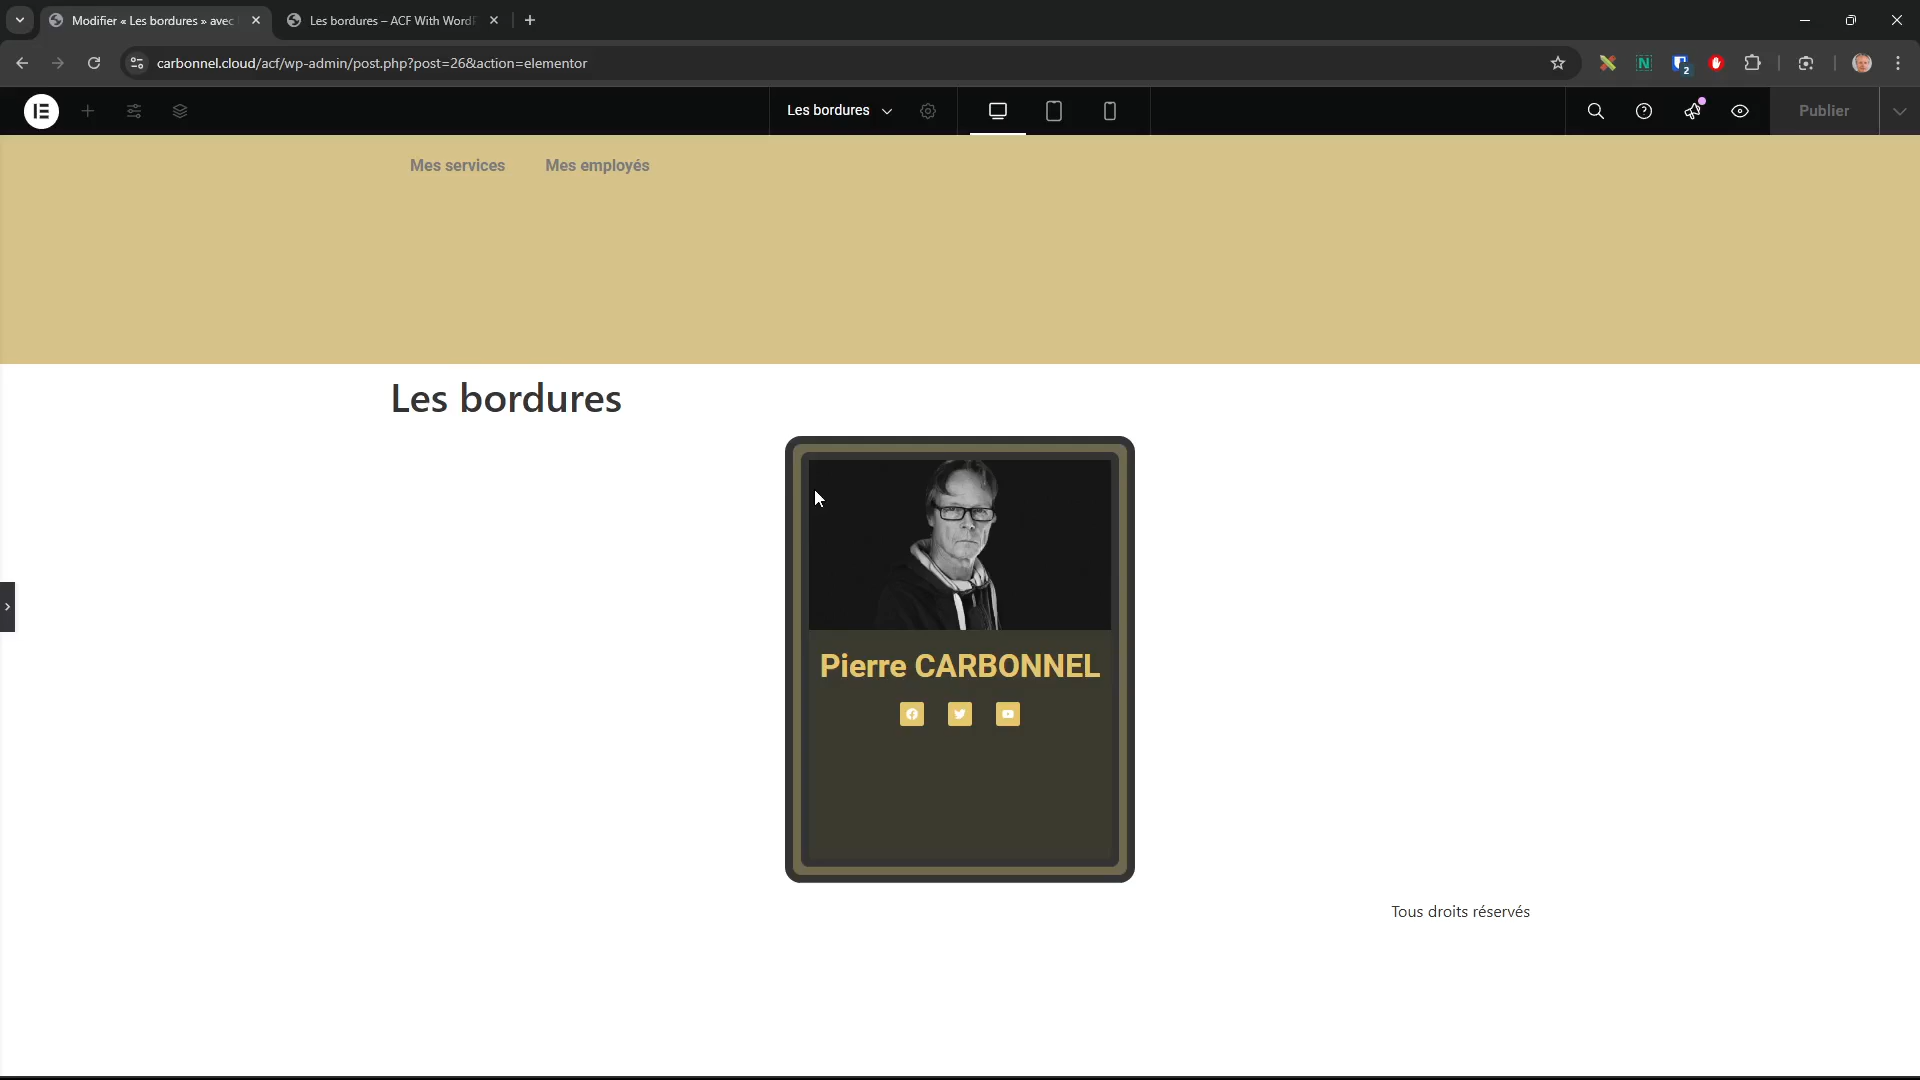 Modifier « Les bordures » avec
Les bordures – ACF With Word
carbonnel.cloud/acf/wp-admin/post.php?post=26&action=elementor
2
Les bordures
Publier
Mes services
Mes employés
Les bordures
Pierre CARBONNEL
Tous droits réservés